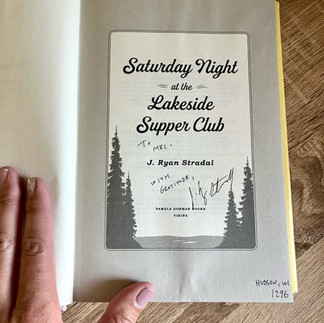 Saturday Night
at the
Lakeside
Supper Club
TO MEL-
J. Ryan Stradal
WITH
GRATITUDE,
PAMELA DORMAN BOOKS
VIKING
HUDSON, WI
1296